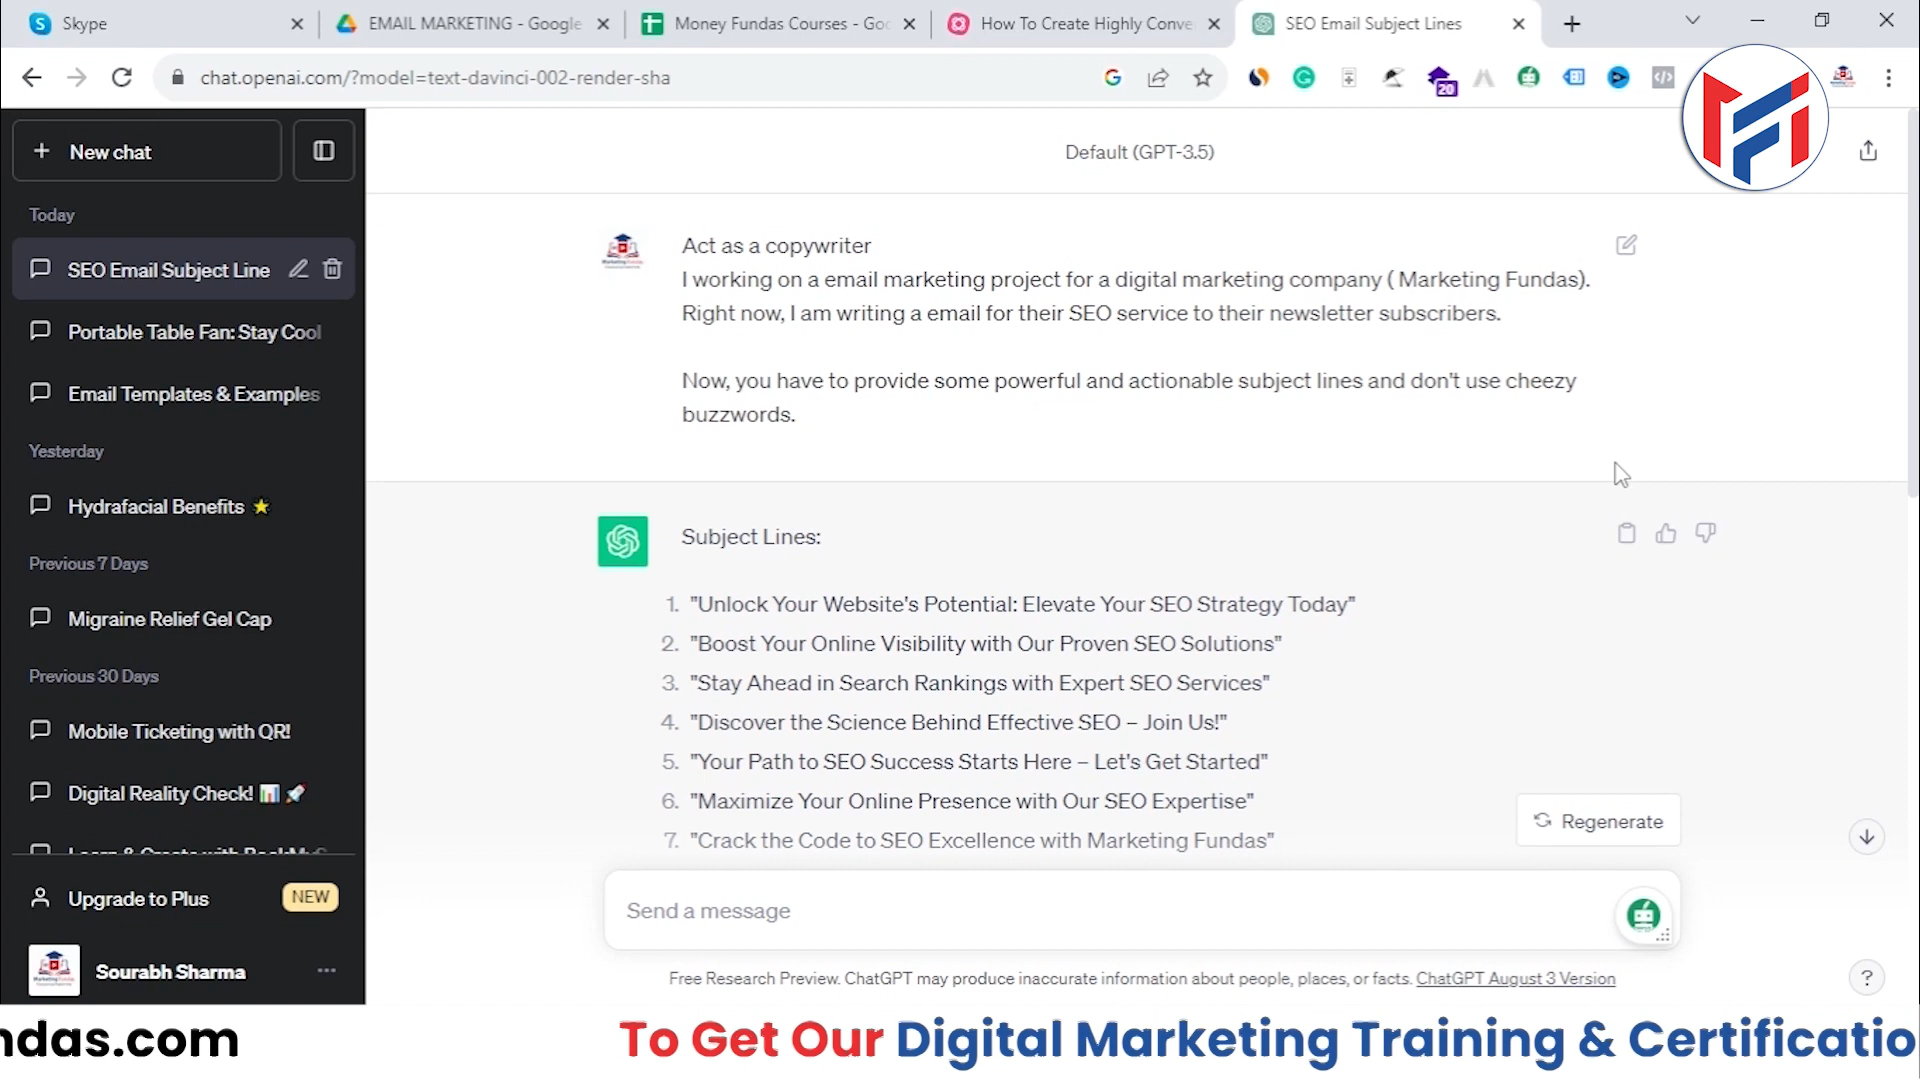 Skype
EMAIL MARKETING - Google
Money Fundas Courses - Goo
How To Create Highly Conve
SEO Email Subject Lines
chat.openai.com/?model=text-davinci-002-render-sha
20
New chat
Default (GPT-3.5)
Today
SEO Email Subject Line
Portable Table Fan: Stay Cool
Email Templates & Examples
Yesterday
Hydrafacial Benefits
Previous 7 Days
Migraine Relief Gel Cap
Previous 30 Days
Mobile Ticketing with QR!
Digital Reality Check!
Upgrade to Plus
NEW
Sourabh Sharma
Act as a copywriter
I working on a email marketing project for a digital marketing company ( Marketing Fundas).
Right now, I am writing a email for their SEO service to their newsletter subscribers.
Now, you have to provide some powerful and actionable subject lines and don't use cheezy
buzzwords.
Subject Lines:
1. "Unlock Your Website's Potential: Elevate Your SEO Strategy Today"
2. "Boost Your Online Visibility with Our Proven SEO Solutions"
3. "Stay Ahead in Search Rankings with Expert SEO Services"
4. "Discover the Science Behind Effective SEO – Join Us!"
5. "Your Path to SEO Success Starts Here – Let's Get Started"
6. "Maximize Your Online Presence with Our SEO Expertise"
7. "Crack the Code to SEO Excellence with Marketing Fundas"
Regenerate
Send a message
Free Research Preview. ChatGPT may produce inaccurate information about people, places, or facts. ChatGPT August 3 Version
?
ndas.com
To Get Our Digital Marketing Training & Certificatio